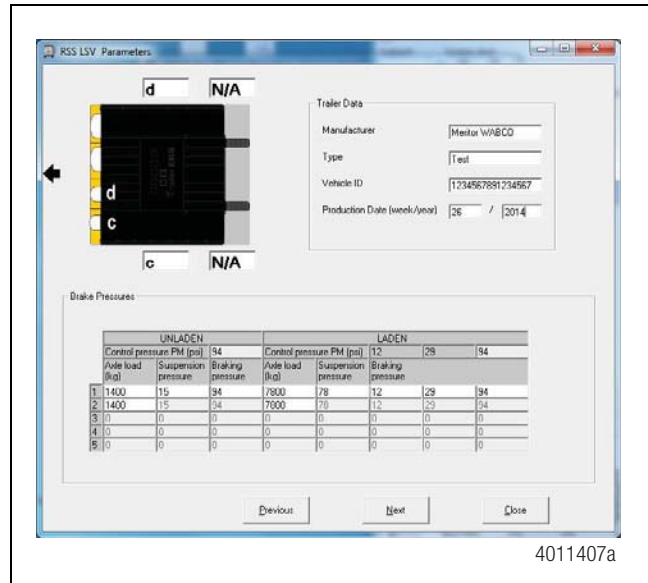 RSS LSV Parameters
d N/A
d
c
c N/A
Trailer Data
Manufacturer Meritor WABCO
Type Test
Vehicle ID 1234567891234567
Production Date (week/year) 26 / 2014
Brake Pressures
UNLADEN LADEN
Control pressure PM (psi) 94 Control pressure PM (psi) 12 29 94
Axle load (kg) Suspension pressure Braking pressure Axle load (kg) Suspension pressure Braking pressure
1 1400 15 94 7800 78 12 29 94
2 1400 15 94 7800 78 12 29 94
3 0 0 0 0 0 0 0 0
4 0 0 0 0 0 0 0 0
5 0 0 0 0 0 0 0 0
Previous Next Close
4011407a